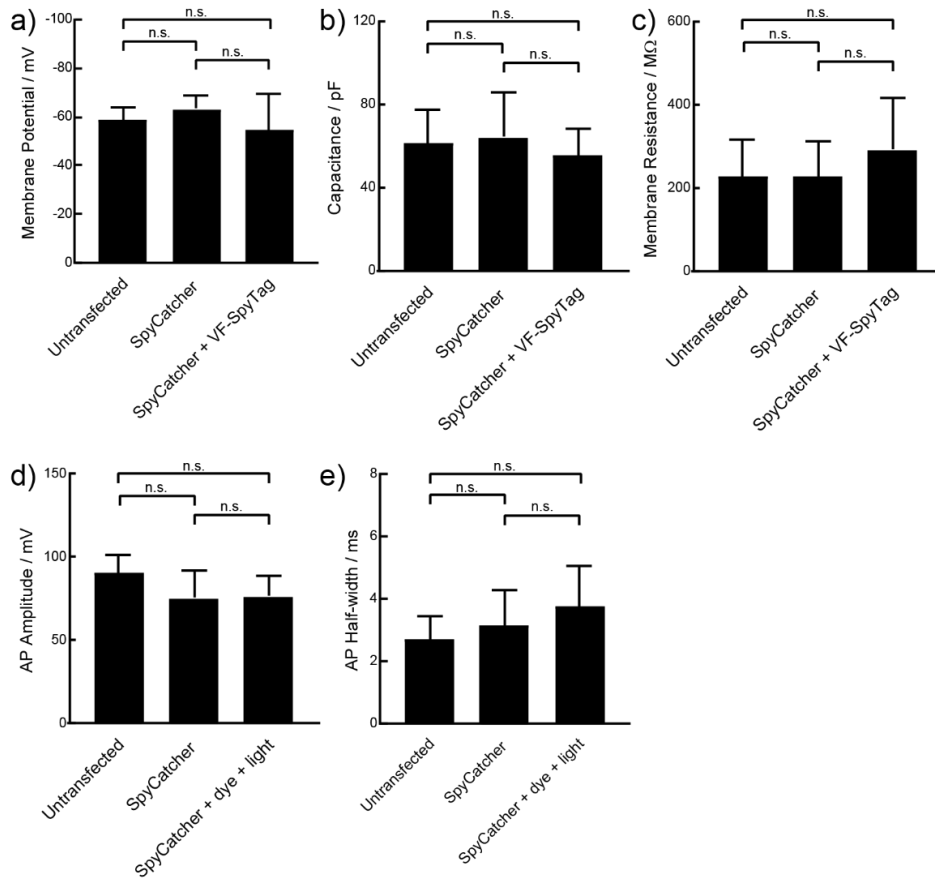 a)
Membrane Potential / mV
-100
-80
-60
-40
-20
0
n.s.
n.s.
n.s.
Untransfected
SpyCatcher
SpyCatcher + VF-SpyTag
b)
Capacitance / pF
120
80
40
0
n.s.
n.s.
n.s.
Untransfected
SpyCatcher
SpyCatcher + VF-SpyTag
c)
Membrane Resistance / MΩ
600
400
200
0
n.s.
n.s.
n.s.
Untransfected
SpyCatcher
SpyCatcher + VF-SpyTag
d)
AP Amplitude / mV
150
100
50
0
n.s.
n.s.
n.s.
Untransfected
SpyCatcher
SpyCatcher + dye + light
e)
AP Half-width / ms
8
6
4
2
0
n.s.
n.s.
n.s.
Untransfected
SpyCatcher
SpyCatcher + dye + light